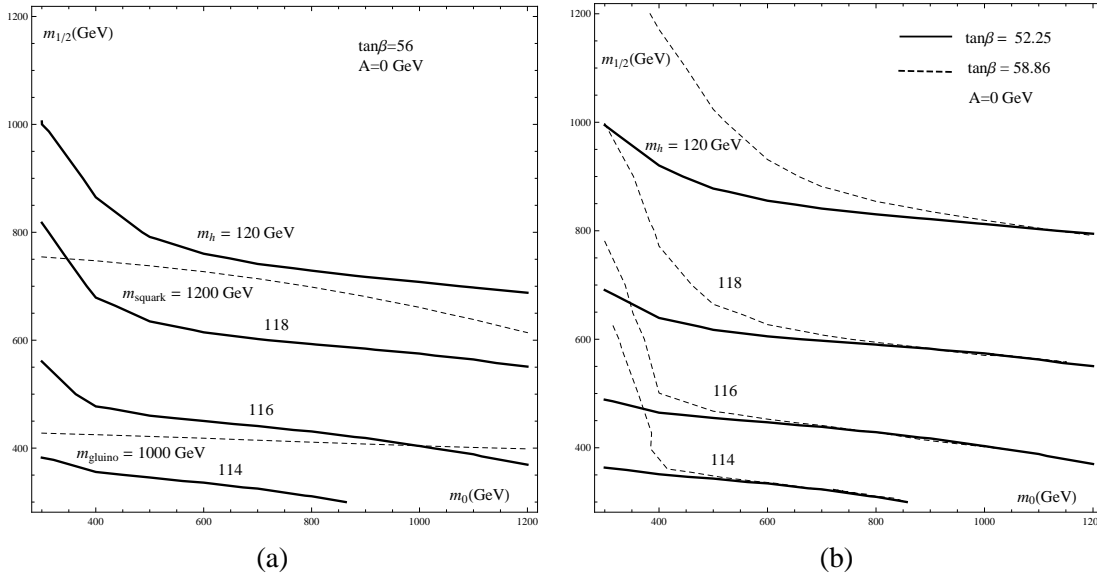 1200
m1/2(GeV)
tanβ=56
A=0 GeV
1000
800
mh = 120 GeV
msquark = 1200 GeV
118
600
116
400
mgluino = 1000 GeV
114
m0(GeV)
400 600 800 1000 1200
(a)
1200
tanβ = 52.25
m1/2(GeV)
tanβ = 58.86
A=0 GeV
1000
mh = 120 GeV
800
118
600
116
400
114
m0(GeV)
400 600 800 1000 1200
(b)